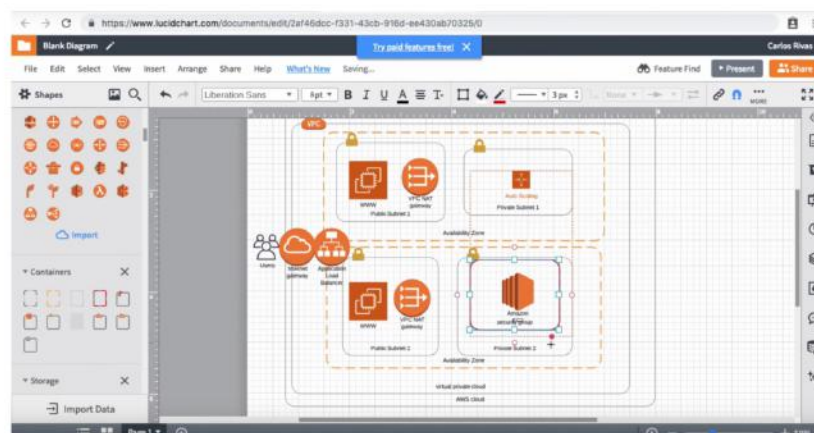 https://www.lucidchart.com/documents/edit/2af46dcc-f331-43cb-916d-ee430ab70325/0
Blank Diagram
Try paid features free!
Carlos Rivas
File Edit Select View Insert Arrange Share Help What's New Saving...
Feature Find
Present
Share
Shapes
Liberation Sans
B I U A T
3 px
None
MORE
VPC
WWW
VPC NAT
gateway
Public Subnet 1
Auto Scaling
Private Subnet 1
Availability Zone
Users
Internet
gateway
Application
Load
Balancer
WWW
VPC NAT
gateway
Public Subnet 2
Amazon
EC2
security group
Private Subnet 2
Availability Zone
virtual private cloud
AWS cloud
Import
Containers
Storage
Import Data
Page 1